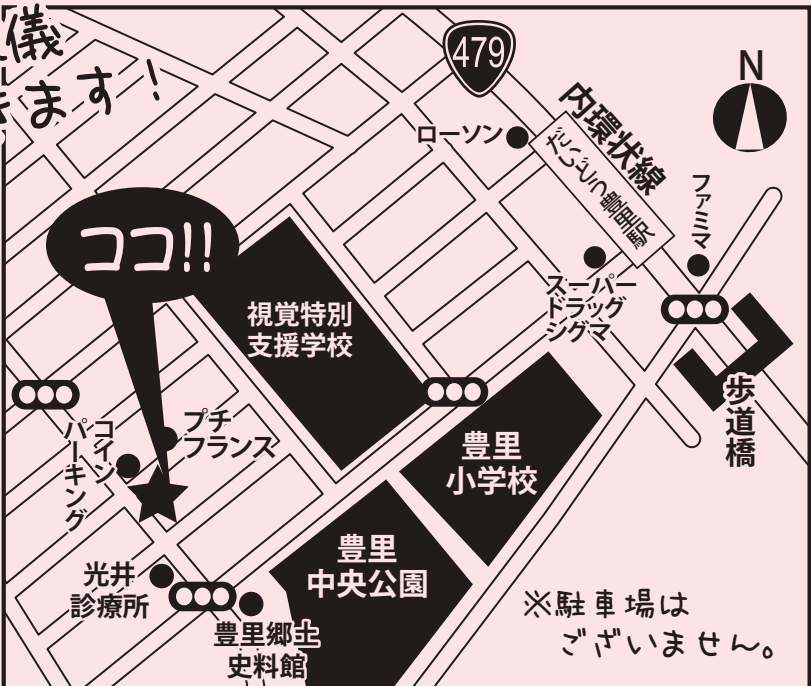 儀
きます！
479
N
内環状線
ローソン
だいどう豊里駅
ファミマ
ココ!!
スーパー
ドラッグ
シグマ
視覚特別
支援学校
歩道橋
プチ
フランス
コイン
パーキング
豊里
小学校
豊里
中央公園
光井
診療所
豊里郷土
史料館
※駐車場は
ございません。